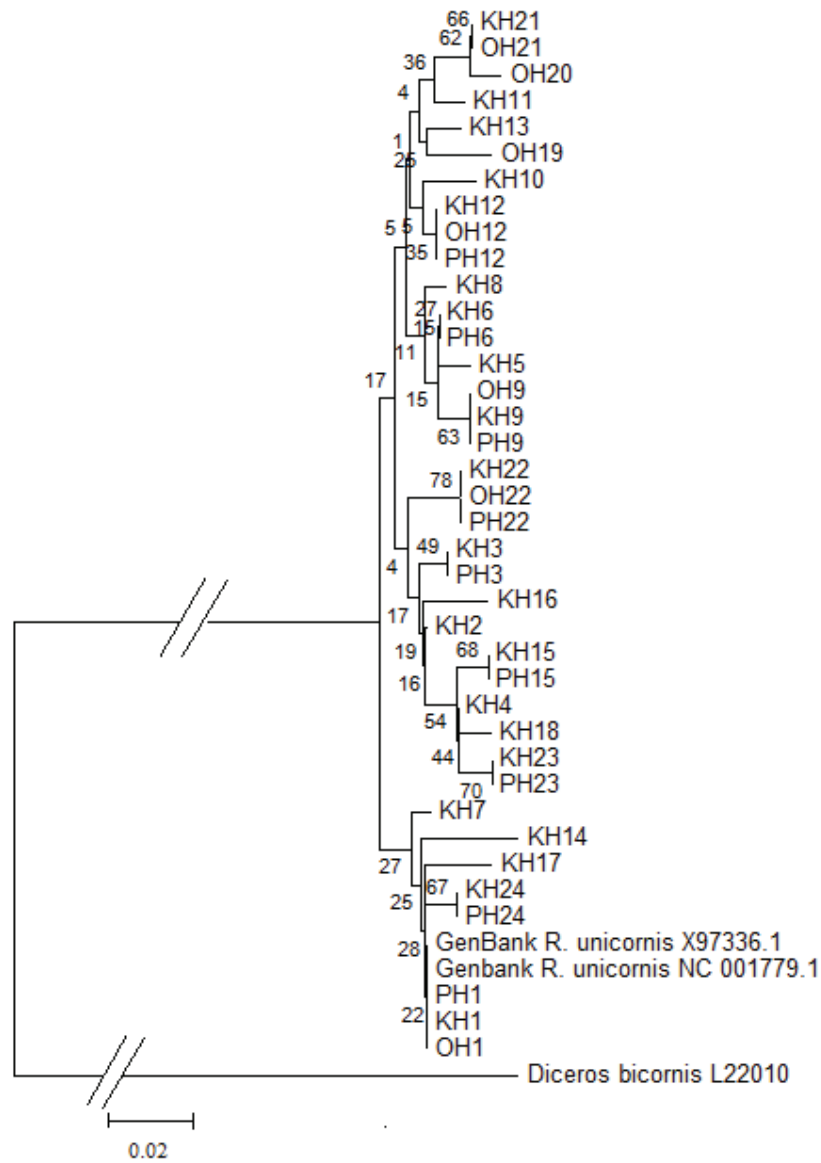 66 KH21
62 OH21
36 OH20
4 KH11
KH13
1
25 OH19
KH10
KH12
5 5 OH12
35 PH12
KH8
27 KH6
15 PH6
11 KH5
17 OH9
15 KH9
63 PH9
KH22
78 OH22
PH22
49 KH3
4 PH3
KH16
17 KH2
19 68 KH15
16 PH15
KH4
54 KH18
44 KH23
70 PH23
KH7
KH14
27 KH17
67 KH24
25 PH24
GenBank R. unicornis X97336.1
28 Genbank R. unicornis NC 001779.1
PH1
22 KH1
OH1
Diceros bicornis L22010
0.02